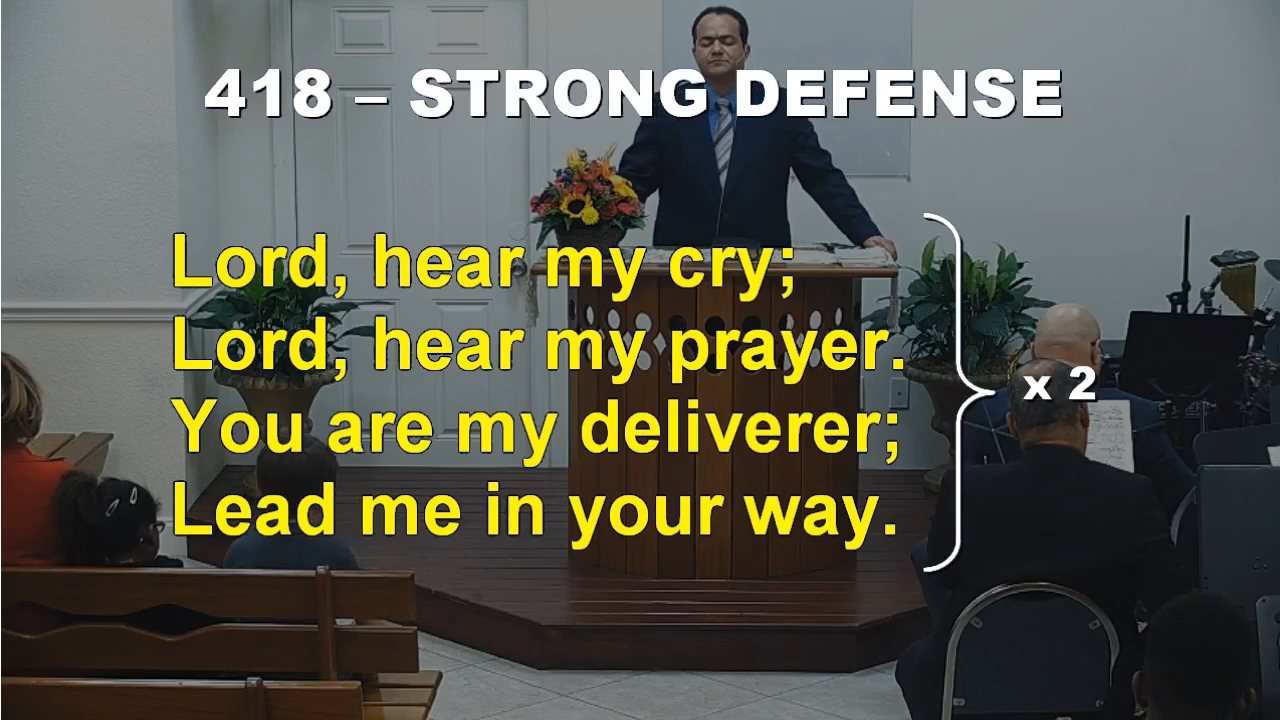 418 – STRONG DEFENSE
Lord, hear my cry;
Lord, hear my prayer.
You are my deliverer;
Lead me in your way.
x 2